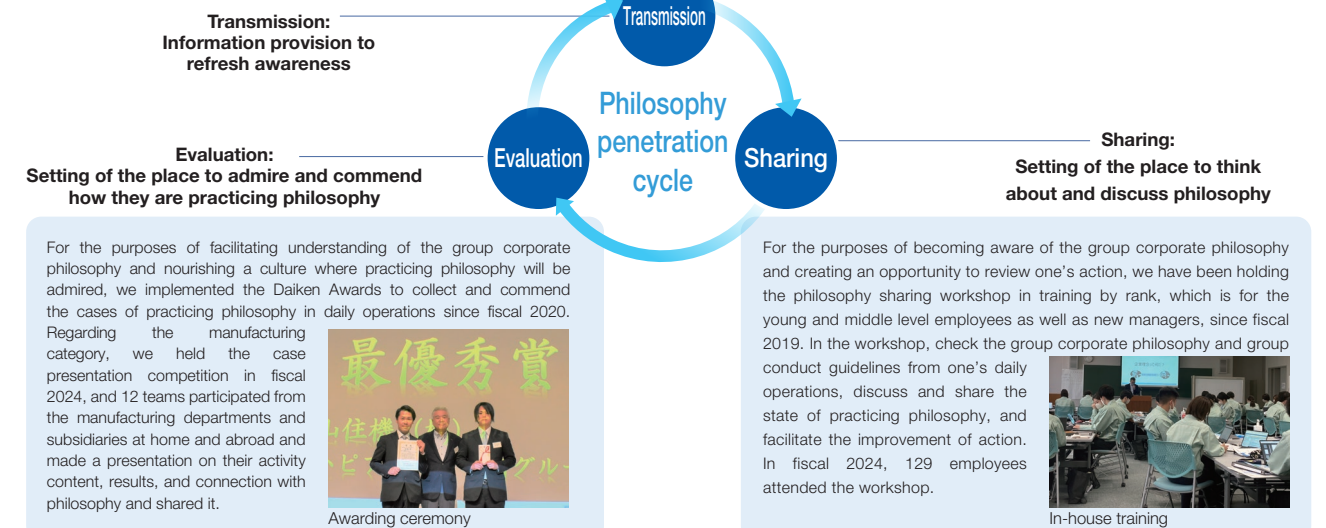 Transmission:
Information provision to
refresh awareness
Transmission
Philosophy
penetration
cycle
Evaluation
Sharing
Evaluation:
Setting of the place to admire and commend
how they are practicing philosophy
Sharing:
Setting of the place to think
about and discuss philosophy
For the purposes of facilitating understanding of the group corporate
philosophy and nourishing a culture where practicing philosophy will be
admired, we implemented the Daiken Awards to collect and commend
the cases of practicing philosophy in daily operations since fiscal 2020.
Regarding the manufacturing
category, we held the case
presentation competition in fiscal
2024, and 12 teams participated from
the manufacturing departments and
subsidiaries at home and abroad and
made a presentation on their activity
content, results, and connection with
philosophy and shared it.
最優秀賞
山住機
Awarding ceremony
For the purposes of becoming aware of the group corporate philosophy
and creating an opportunity to review one's action, we have been holding
the philosophy sharing workshop in training by rank, which is for the
young and middle level employees as well as new managers, since fiscal
2019. In the workshop, check the group corporate philosophy and group
conduct guidelines from one's daily
operations, discuss and share the
state of practicing philosophy, and
facilitate the improvement of action.
In fiscal 2024, 129 employees
attended the workshop.
In-house training